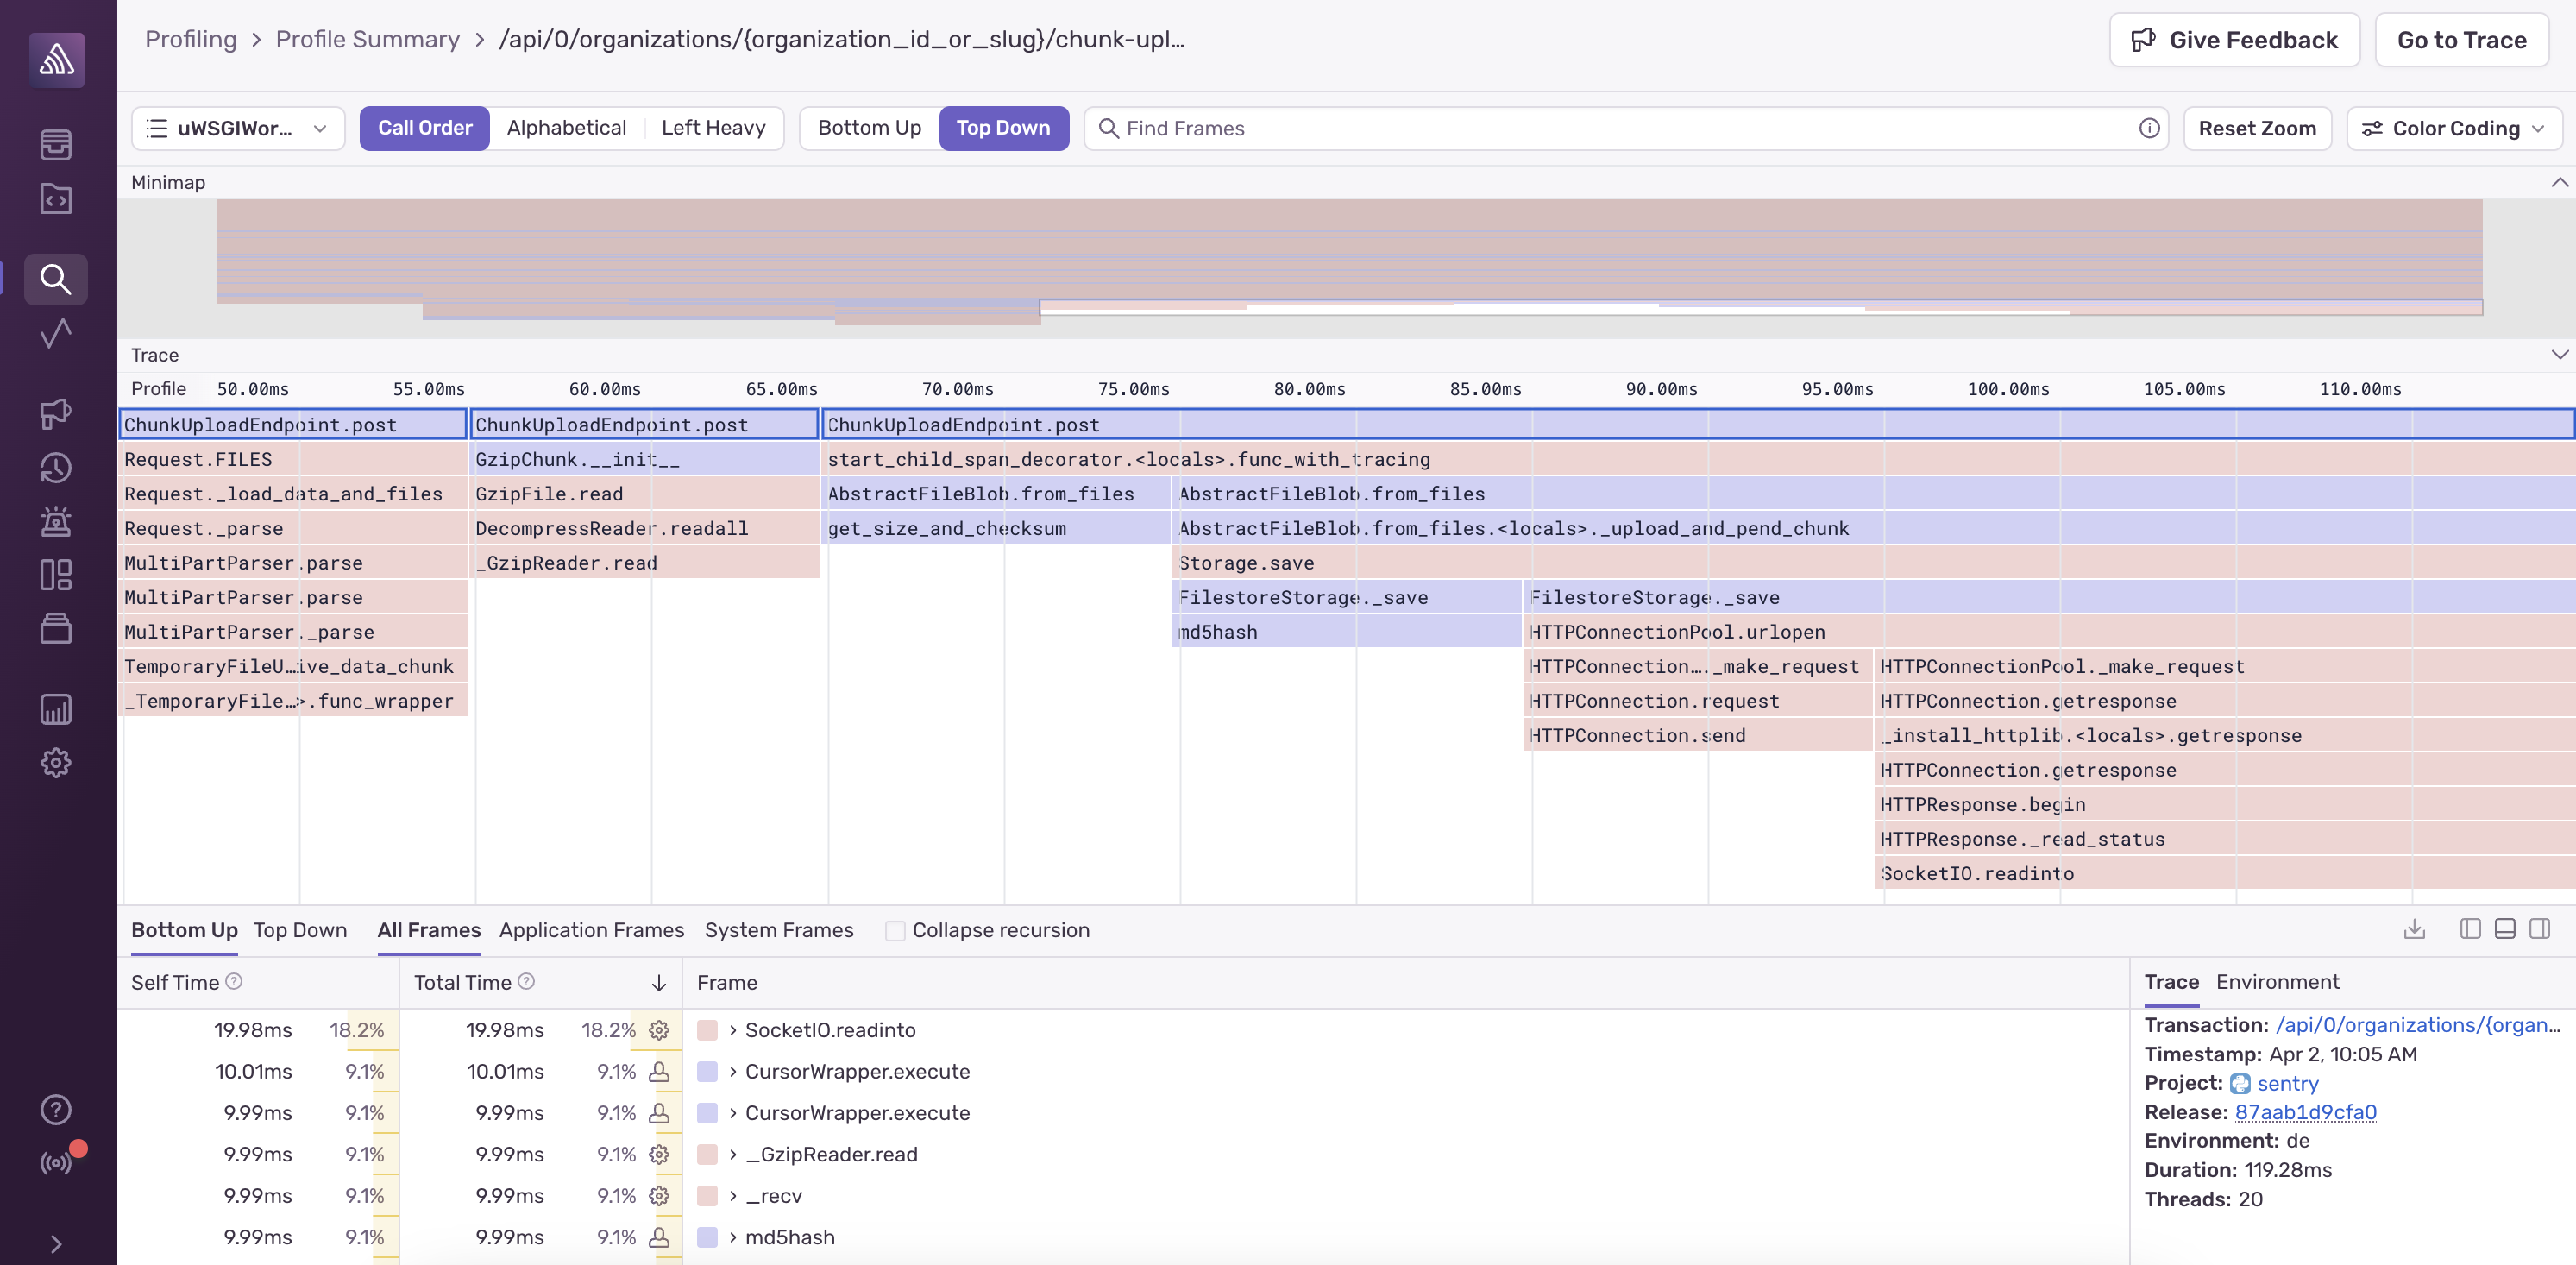 Profiling > Profile Summary > /api/0/organizations/{organization_id_or_slug}/chunk-upl…
Give Feedback
Go to Trace
uWSGIWor...
Call Order
Alphabetical
Left Heavy
Bottom Up
Top Down
Find Frames
Reset Zoom
Color Coding
Minimap
Trace
Profile 50.00ms 55.00ms 60.00ms 65.00ms 70.00ms 75.00ms 80.00ms 85.00ms 90.00ms 95.00ms 100.00ms 105.00ms 110.00ms
ChunkUploadEndpoint.post ChunkUploadEndpoint.post ChunkUploadEndpoint.post
Request.FILES GzipChunk.__init__ start_child_span_decorator.<locals>.func_with_tracing
Request._load_data_and_files GzipFile.read AbstractFileBlob.from_files AbstractFileBlob.from_files
Request._parse DecompressReader.readall get_size_and_checksum AbstractFileBlob.from_files.<locals>._upload_and_pend_chunk
MultiPartParser.parse _GzipReader.read Storage.save
MultiPartParser.parse FilestoreStorage._save FilestoreStorage._save
MultiPartParser._parse md5hash HTTPConnectionPool.urlopen
TemporaryFileU…ive_data_chunk HTTPConnection…._make_request HTTPConnectionPool._make_request
_TemporaryFile…>.func_wrapper HTTPConnection.request HTTPConnection.getresponse
HTTPConnection.send _install_httplib.<locals>.getresponse
HTTPConnection.getresponse
HTTPResponse.begin
HTTPResponse._read_status
SocketIO.readinto
Bottom Up Top Down All Frames Application Frames System Frames Collapse recursion
Self Time Total Time Frame
19.98ms 18.2% 19.98ms 18.2% > SocketIO.readinto
10.01ms 9.1% 10.01ms 9.1% > CursorWrapper.execute
9.99ms 9.1% 9.99ms 9.1% > CursorWrapper.execute
9.99ms 9.1% 9.99ms 9.1% > _GzipReader.read
9.99ms 9.1% 9.99ms 9.1% > _recv
9.99ms 9.1% 9.99ms 9.1% > md5hash
Trace Environment
Transaction: /api/0/organizations/{organ…
Timestamp: Apr 2, 10:05 AM
Project: sentry
Release: 87aab1d9cfa0
Environment: de
Duration: 119.28ms
Threads: 20